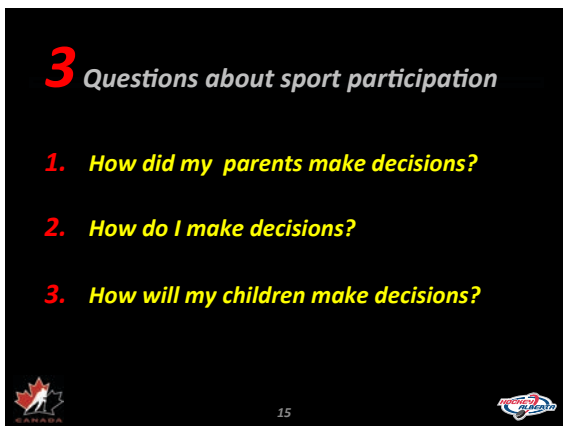 3 Questions about sport participation
1. How did my parents make decisions?
2. How do I make decisions?
3. How will my children make decisions?
CANADA
15
HOCKEY
ALBERTA